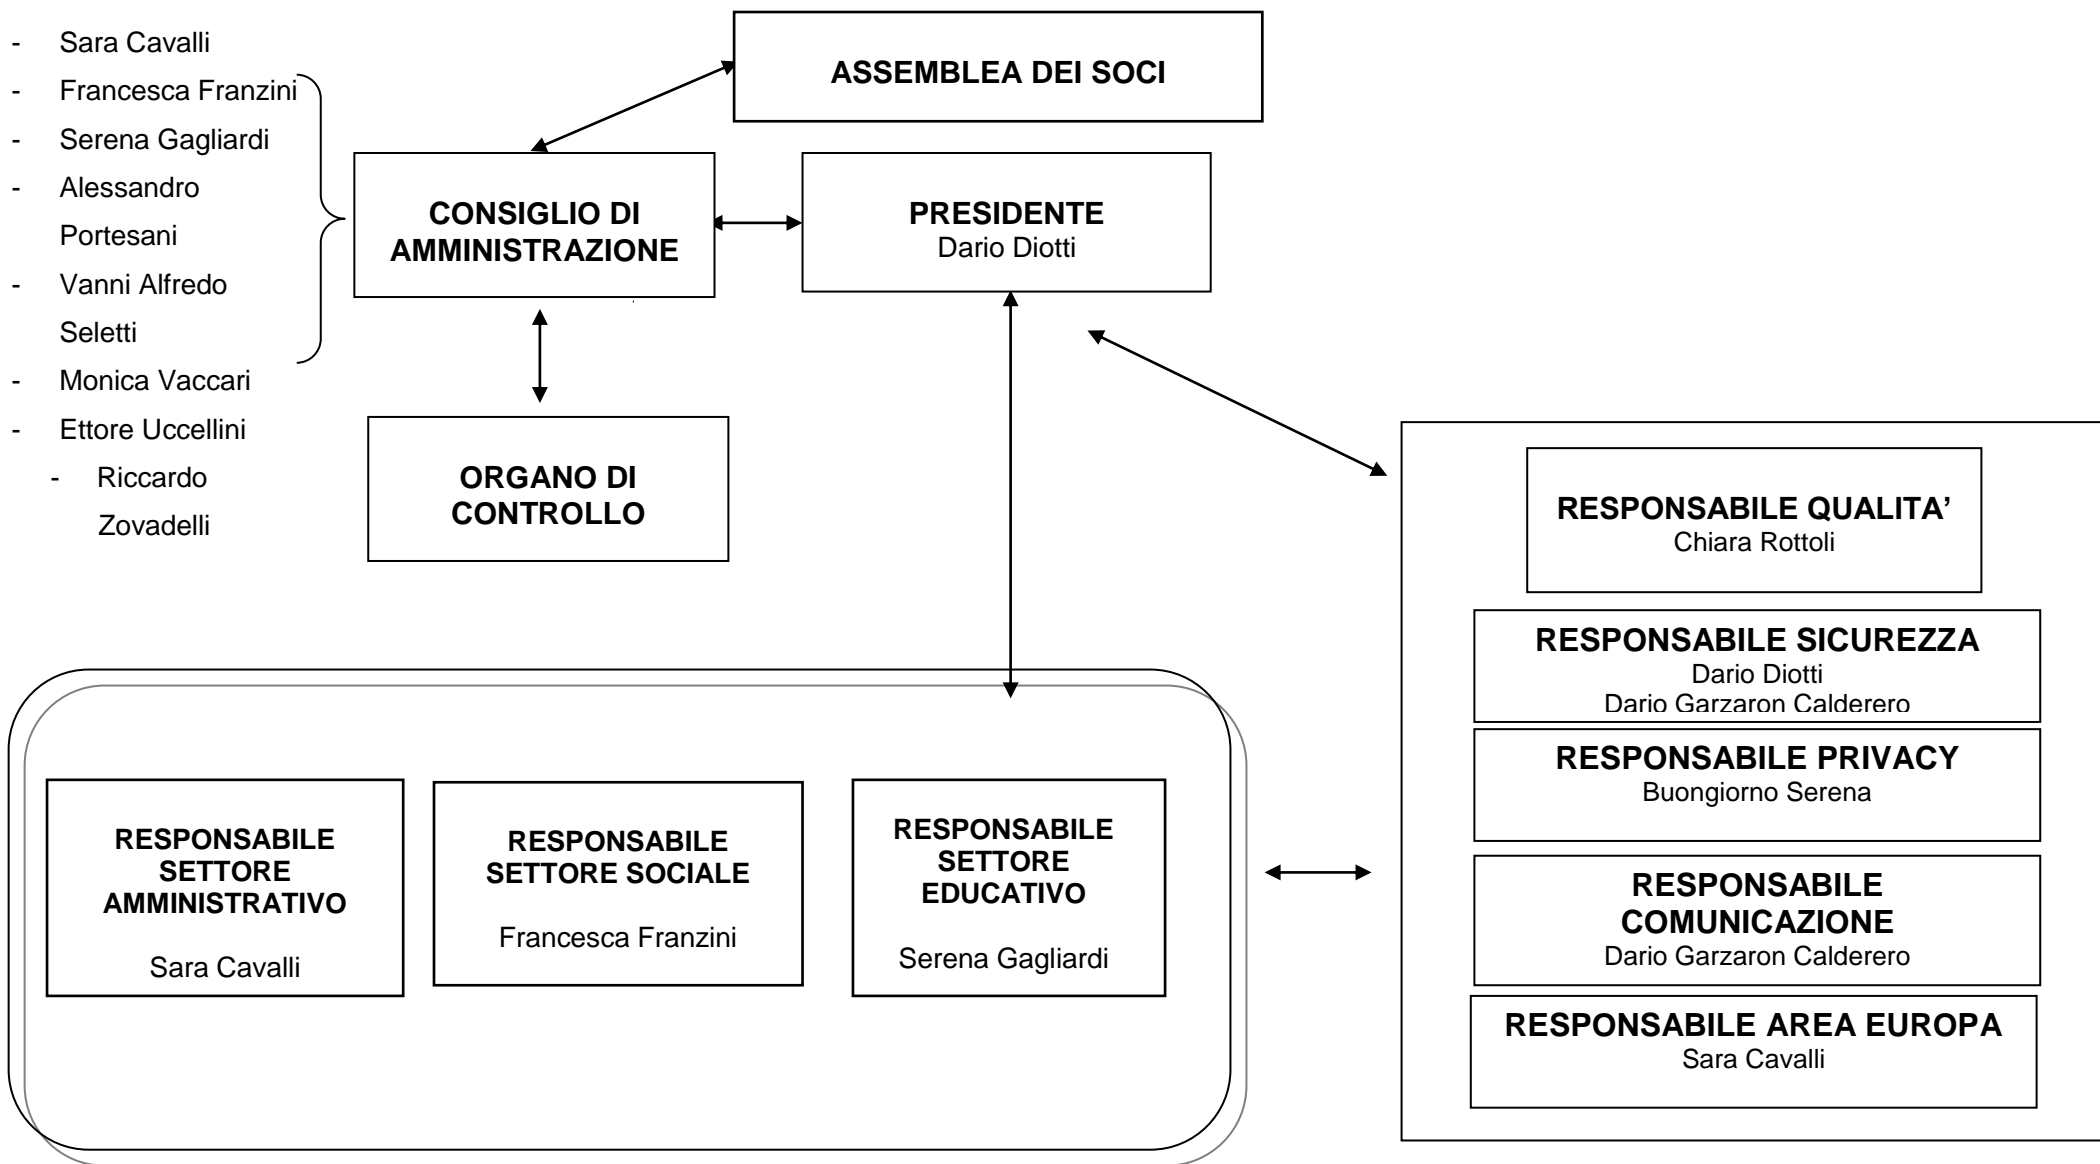 - Sara Cavalli
- Francesca Franzini
- Serena Gagliardi
- Alessandro
Portesani
- Vanni Alfredo
Seletti
- Monica Vaccari
- Ettore Uccellini
- Riccardo
Zovadelli
ASSEMBLEA DEI SOCI
CONSIGLIO DI
AMMINISTRAZIONE
PRESIDENTE
Dario Diotti
ORGANO DI
CONTROLLO
RESPONSABILE QUALITA’
Chiara Rottoli
RESPONSABILE SICUREZZA
Dario Diotti
Dario Garzaron Calderero
RESPONSABILE PRIVACY
Buongiorno Serena
RESPONSABILE
COMUNICAZIONE
Dario Garzaron Calderero
RESPONSABILE AREA EUROPA
Sara Cavalli
RESPONSABILE
SETTORE
AMMINISTRATIVO
Sara Cavalli
RESPONSABILE
SETTORE SOCIALE
Francesca Franzini
RESPONSABILE
SETTORE
EDUCATIVO
Serena Gagliardi